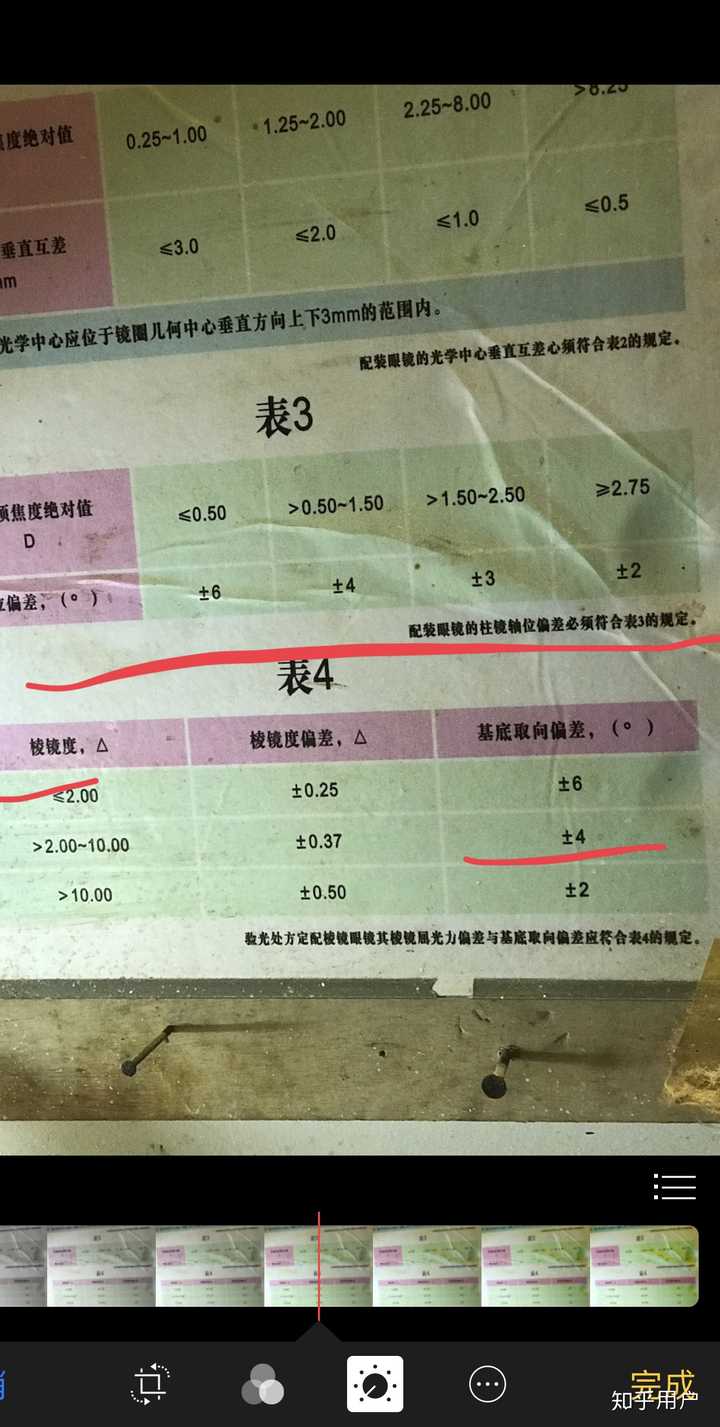 焦度绝对值 0.25~1.00 1.25~2.00 2.25~8.00 >8.25
垂直互差 ≤3.0 ≤2.0 ≤1.0 ≤0.5
光学中心应位于镜圈几何中心垂直方向上下3mm的范围内。
配装眼镜的光学中心垂直互差心须符合表2的规定。
表3
焦度绝对值 ≤0.50 >0.50~1.50 >1.50~2.50 ≥2.75
D
偏差，(°) ±6 ±4 ±3 ±2
配装眼镜的柱镜轴位偏差必须符合表3的规定。
表4
棱镜度，△ 棱镜度偏差，△ 基底取向偏差，(°)
≤2.00 ±0.25 ±6
>2.00~10.00 ±0.37 ±4
>10.00 ±0.50 ±2
验光处方定配棱镜眼镜其棱镜屈光力偏差与基底取向偏差应符合表4的规定。
完成
知乎用户